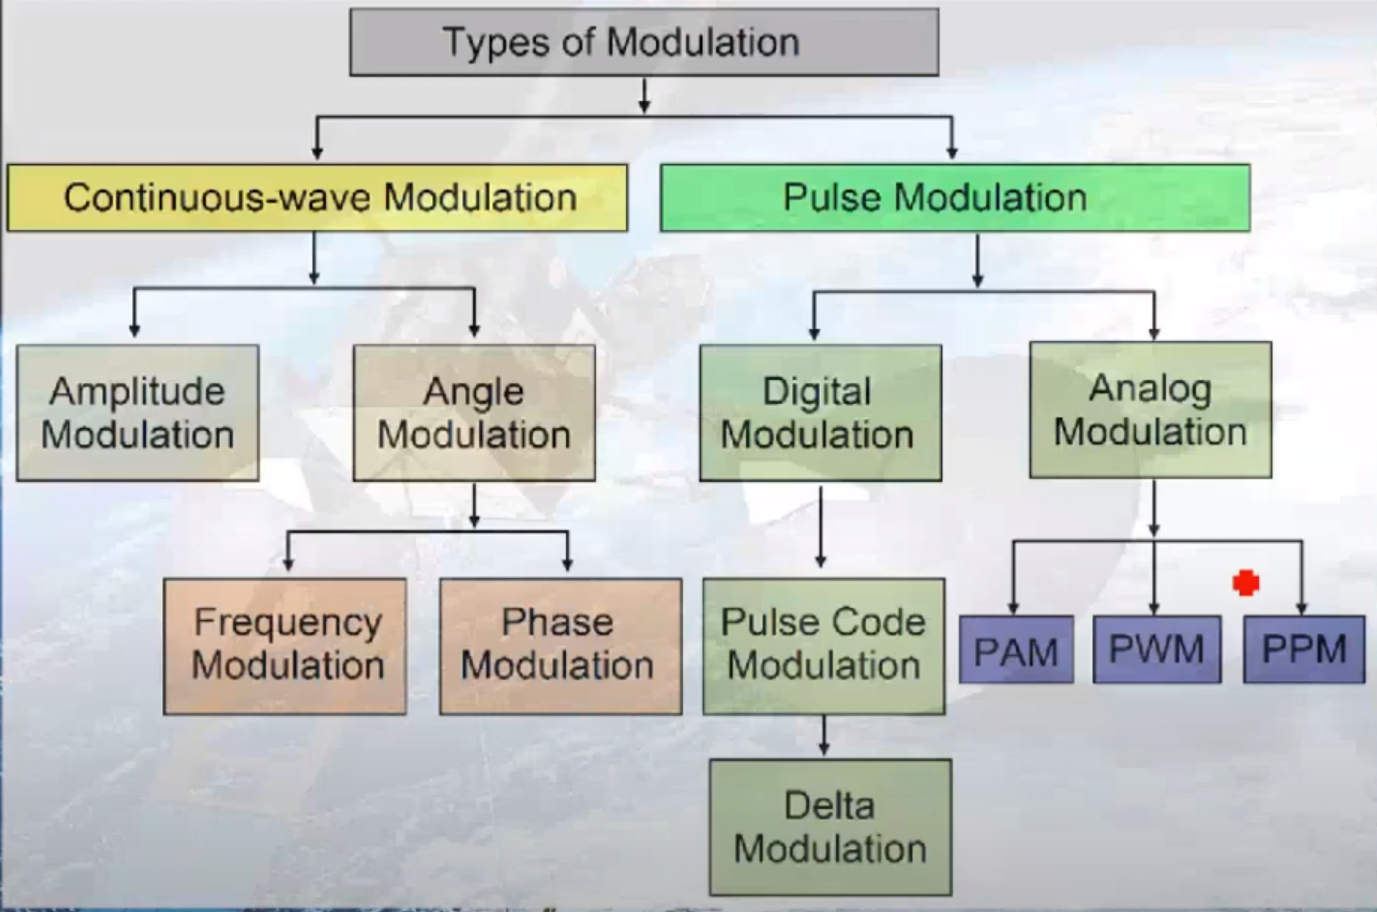 Types of Modulation
Continuous-wave Modulation
Pulse Modulation
Amplitude
Modulation
Angle
Modulation
Digital
Modulation
Analog
Modulation
Frequency
Modulation
Phase
Modulation
Pulse Code
Modulation
PAM
PWM
PPM
Delta
Modulation